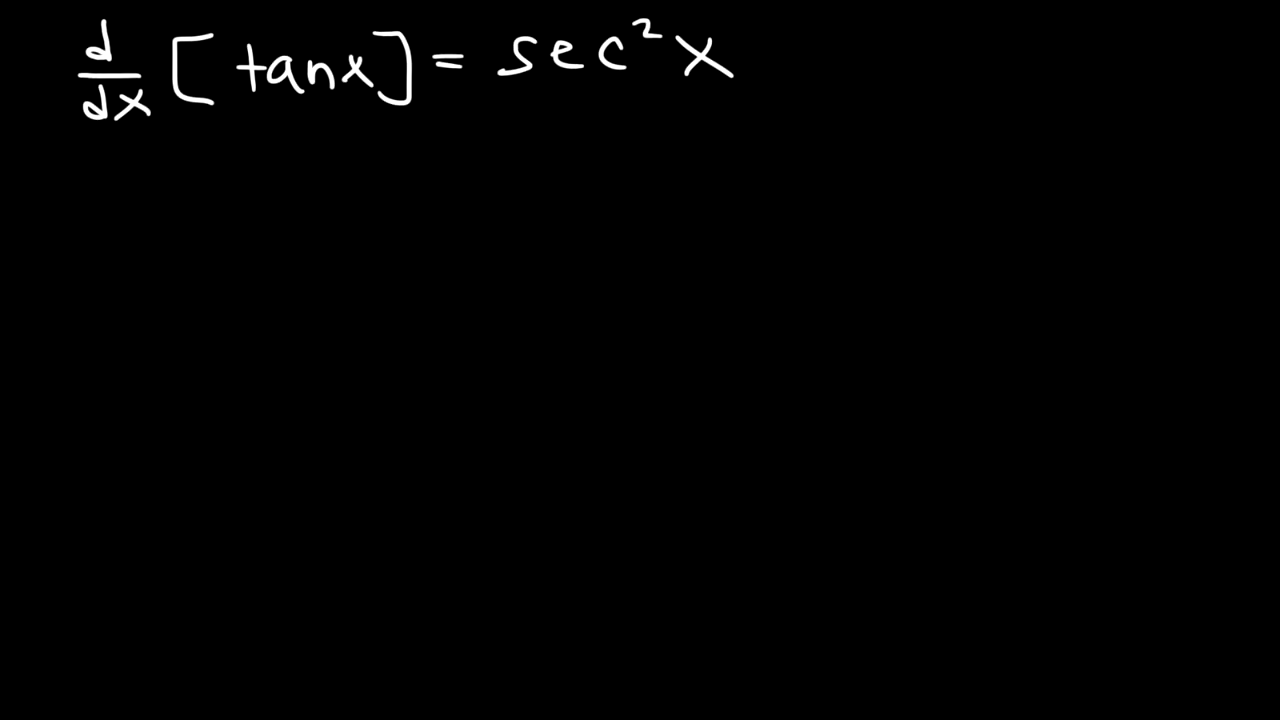 d/dx [tanx] = sec²x